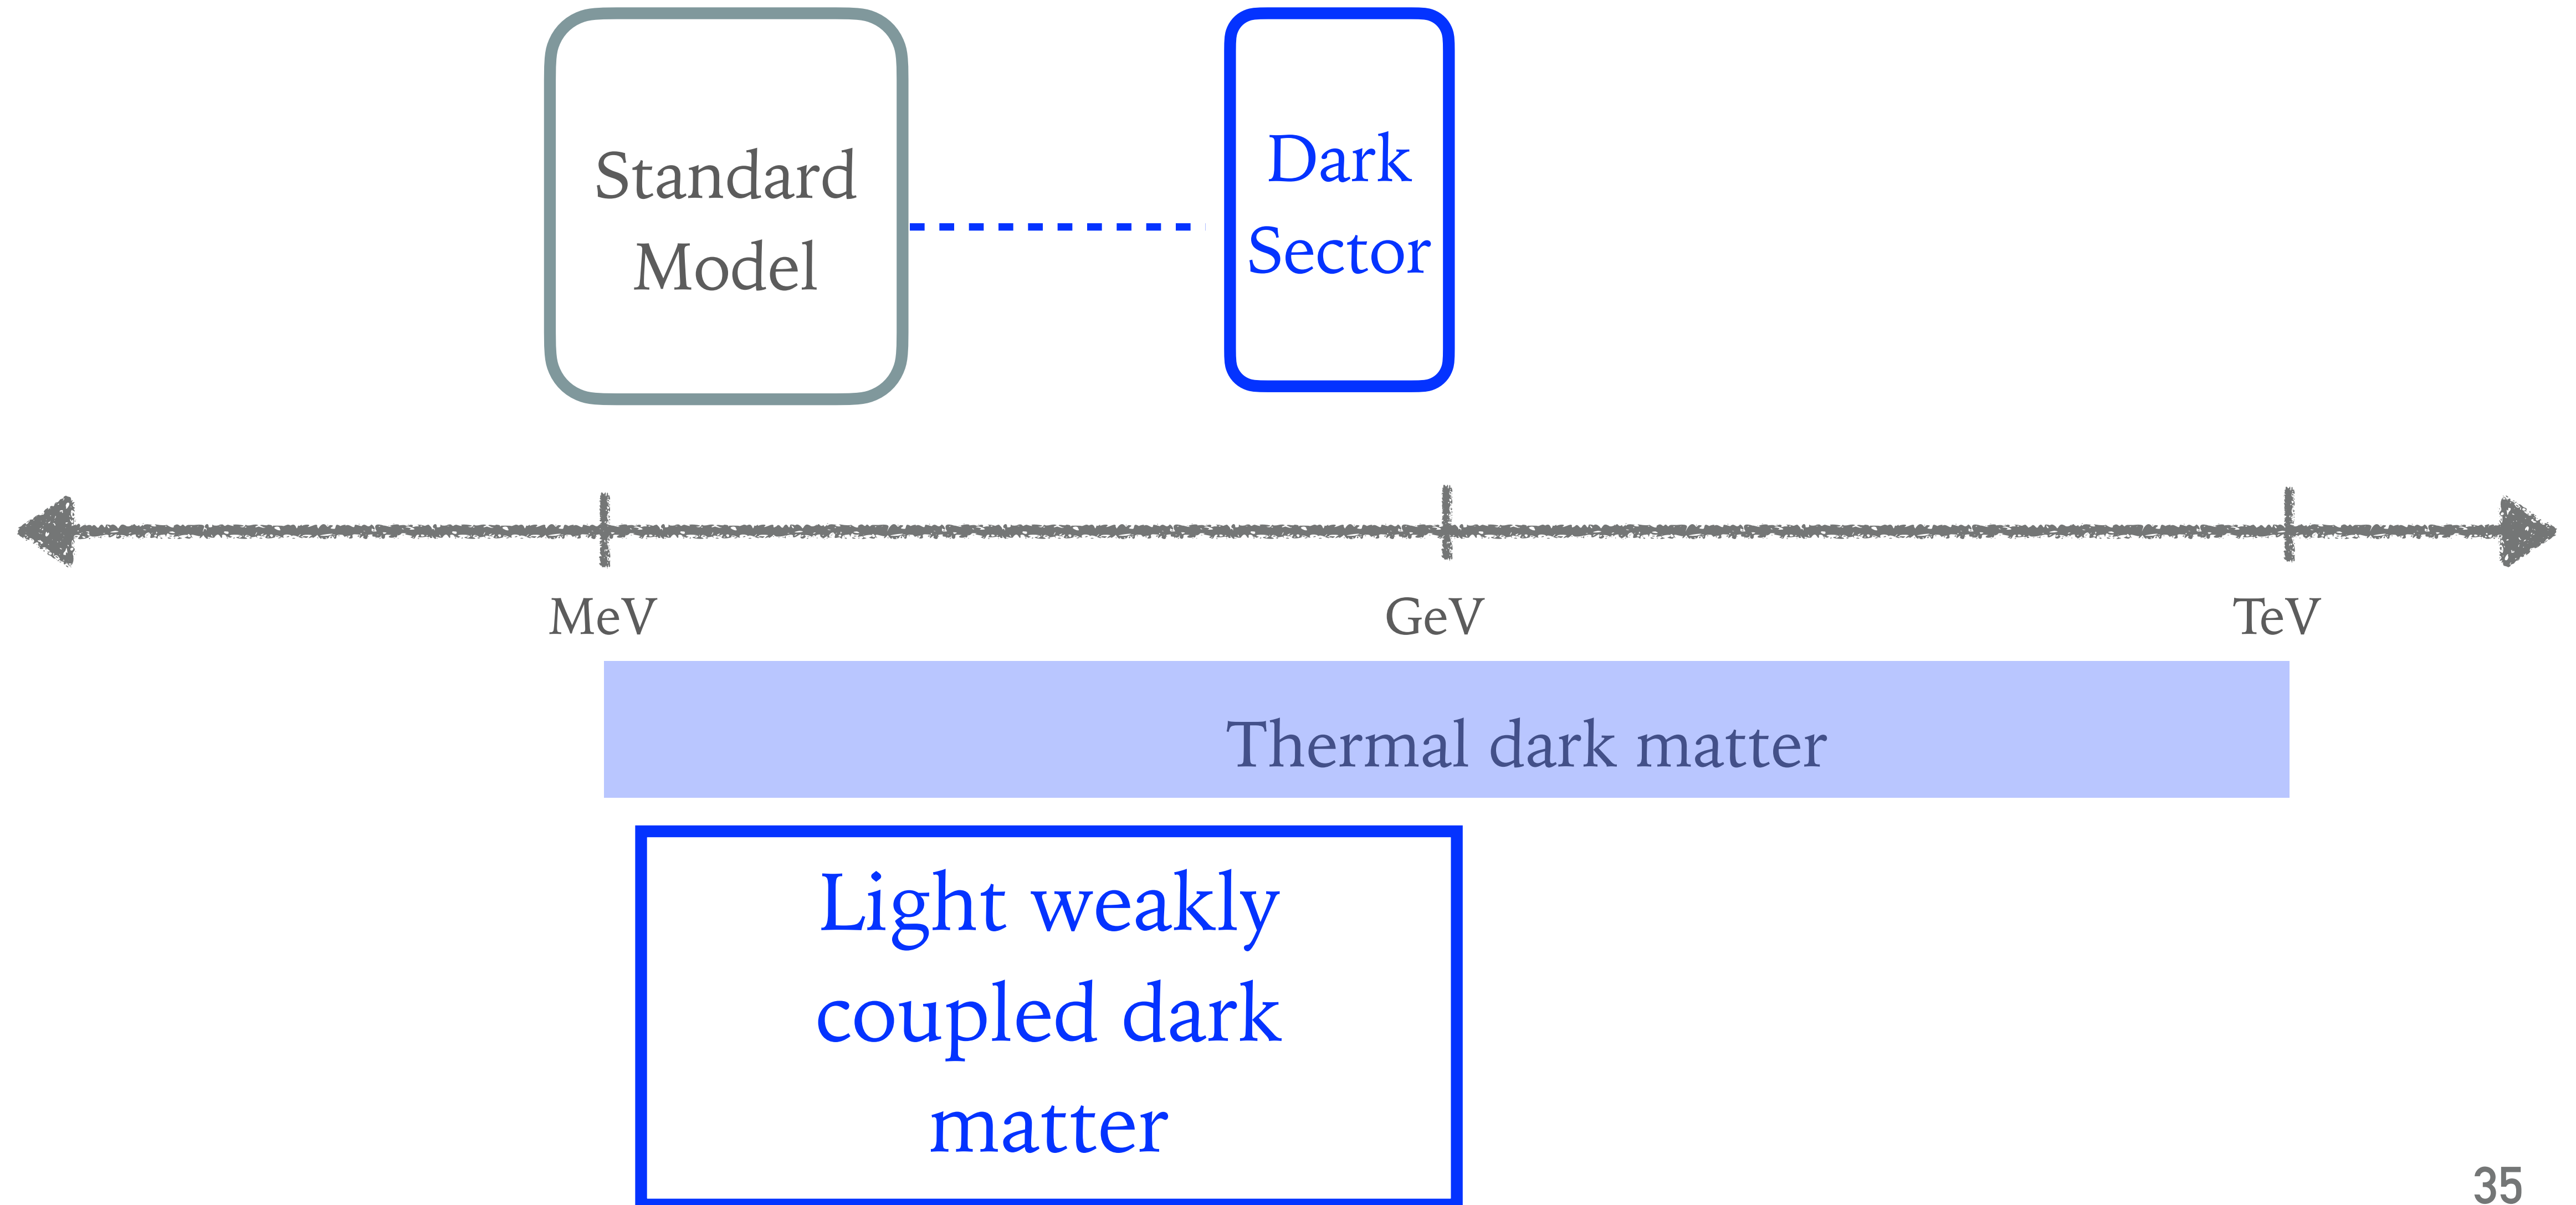 Standard
Model
Dark
Sector
MeV
GeV
TeV
Thermal dark matter
Light weakly
coupled dark
matter
35